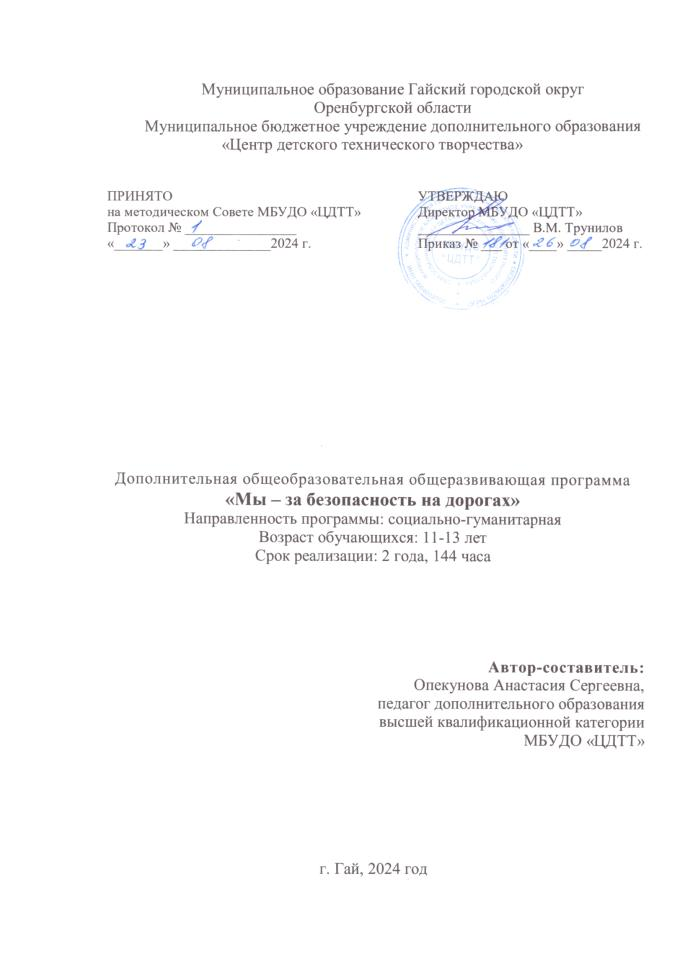 Муниципальное образование Гайский городской округ
Оренбургской области
Муниципальное бюджетное учреждение дополнительного образования
«Центр детского технического творчества»
ПРИНЯТО
на методическом Совете МБУДО «ЦДТТ»
Протокол № 1
«23» 08 2024 г.
УТВЕРЖДАЮ
Директор МБУДО «ЦДТТ»
В.М. Трунилов
Приказ № 181 от «26» 08 2024 г.
"ЦДТТ"
Дополнительная общеобразовательная общеразвивающая программа
«Мы – за безопасность на дорогах»
Направленность программы: социально-гуманитарная
Возраст обучающихся: 11-13 лет
Срок реализации: 2 года, 144 часа
Автор-составитель:
Опекунова Анастасия Сергеевна,
педагог дополнительного образования
высшей квалификационной категории
МБУДО «ЦДТТ»
г. Гай, 2024 год